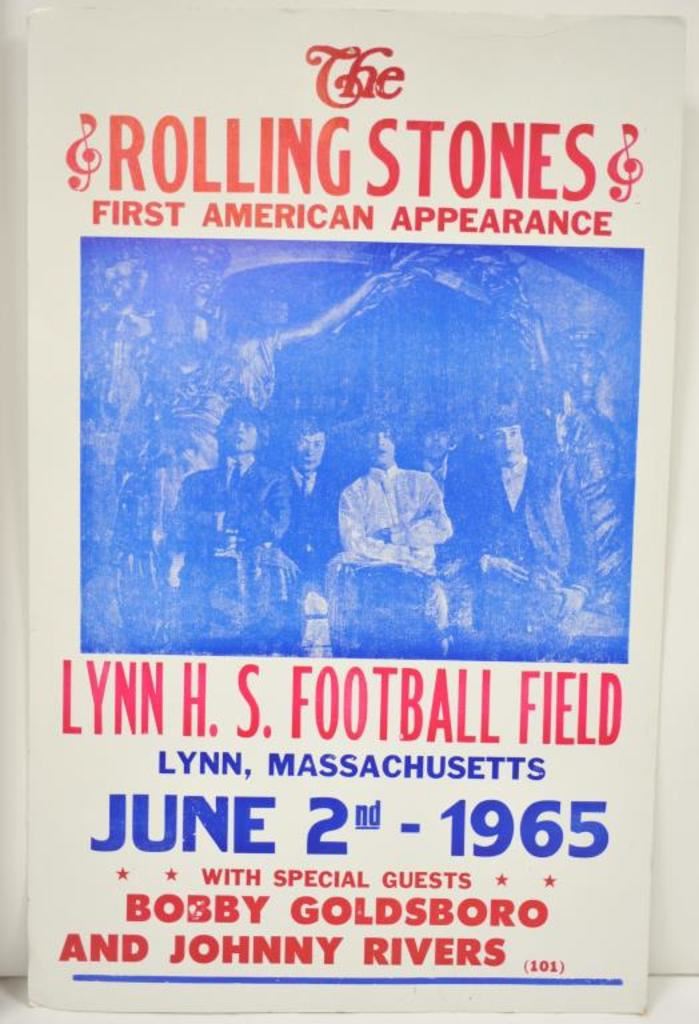 The
ROLLING STONES
FIRST AMERICAN APPEARANCE
LYNN H. S. FOOTBALL FIELD
LYNN, MASSACHUSETTS
JUNE 2nd - 1965
WITH SPECIAL GUESTS
BOBBY GOLDSBORO
AND JOHNNY RIVERS (101)